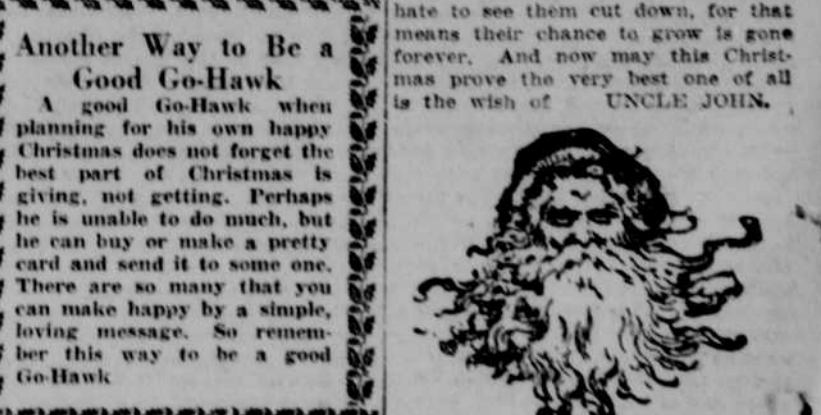 Another Way to Be a
Good Go-Hawk
A good Go-Hawk when
planning for his own happy
Christmas does not forget the
best part of Christmas is
giving, not getting. Perhaps
he is unable to do much, but
he can buy or make a pretty
card and send it to some one.
There are so many that you
can make happy by a simple,
loving message. So remem-
ber this way to be a good
Go-Hawk
hate to see them cut down, for that
means their chance to grow is gone
forever. And now may this Christ-
mas prove the very best one of all
is the wish of UNCLE JOHN.